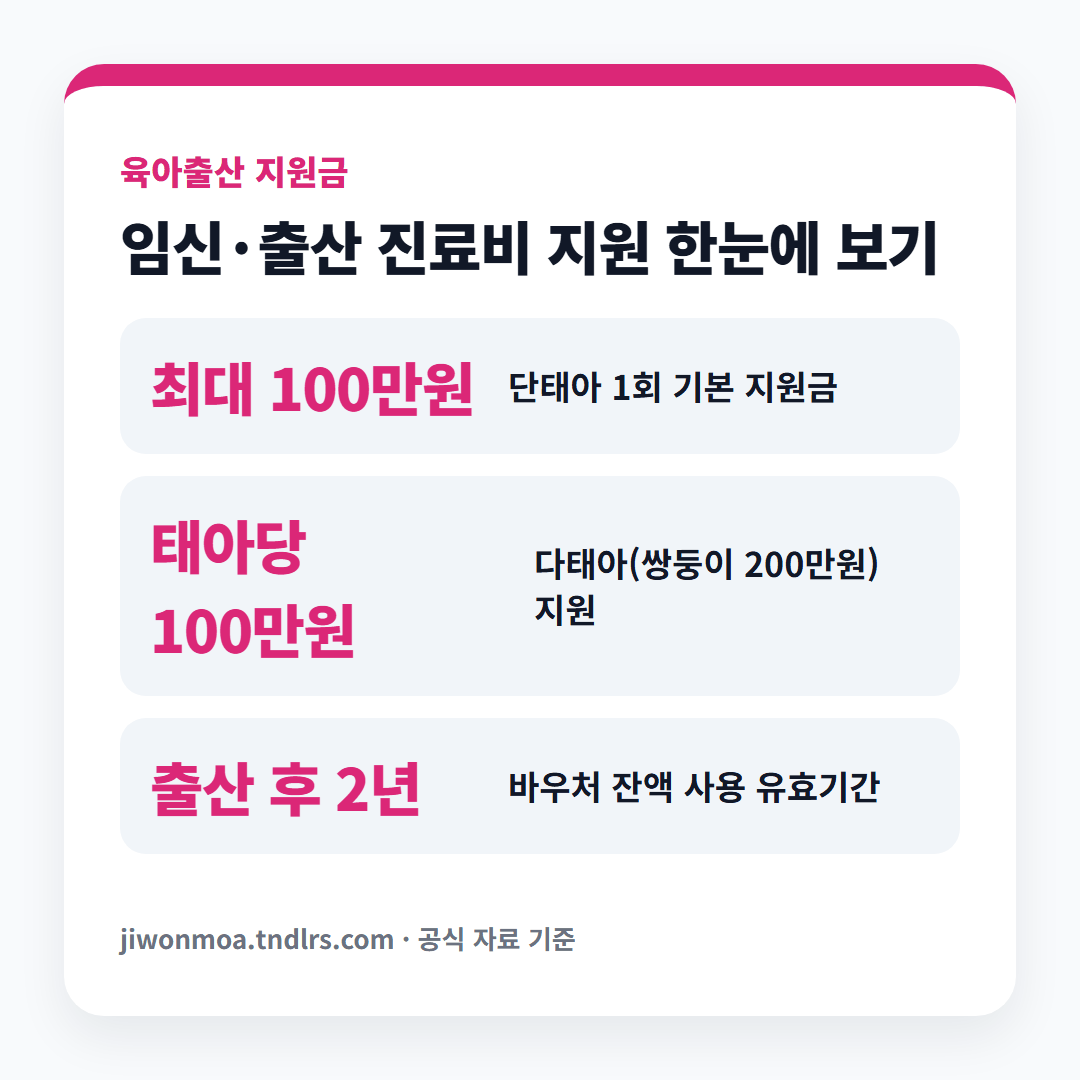 육아출산 지원금
임신·출산 진료비 지원 한눈에 보기
최대 100만원 단태아 1회 기본 지원금
태아당
100만원
다태아(쌍둥이 200만원)
지원
출산 후 2년 바우처 잔액 사용 유효기간
jiwonmoa.tndlrs.com · 공식 자료 기준